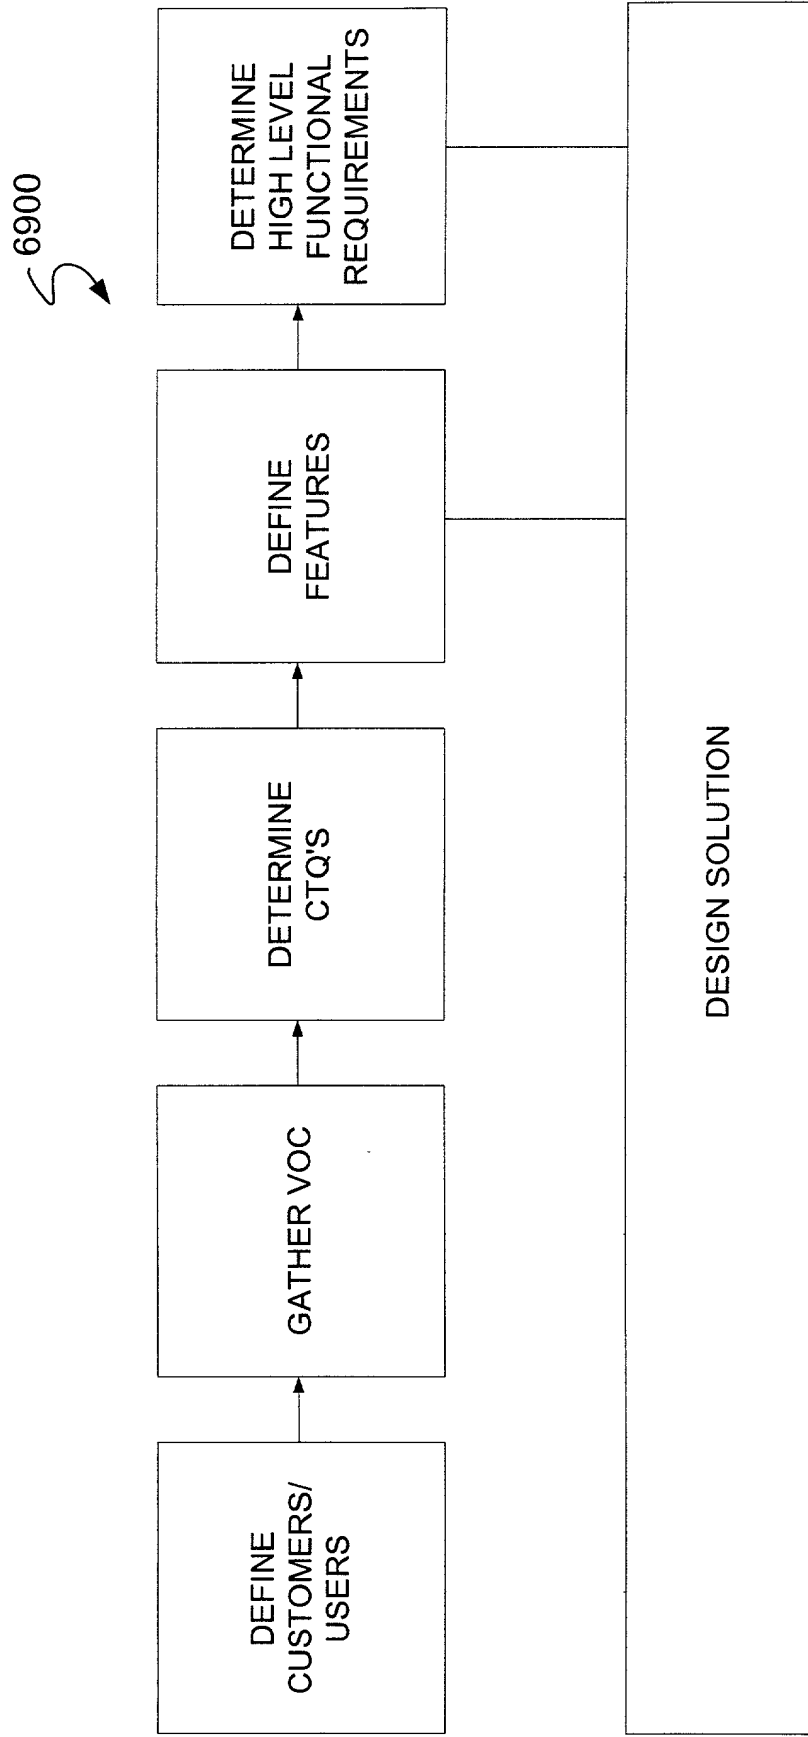 6900
DEFINE
CUSTOMERS/
USERS
GATHER VOC
DETERMINE
CTQ'S
DEFINE
FEATURES
DETERMINE
HIGH LEVEL
FUNCTIONAL
REQUIREMENTS
DESIGN SOLUTION